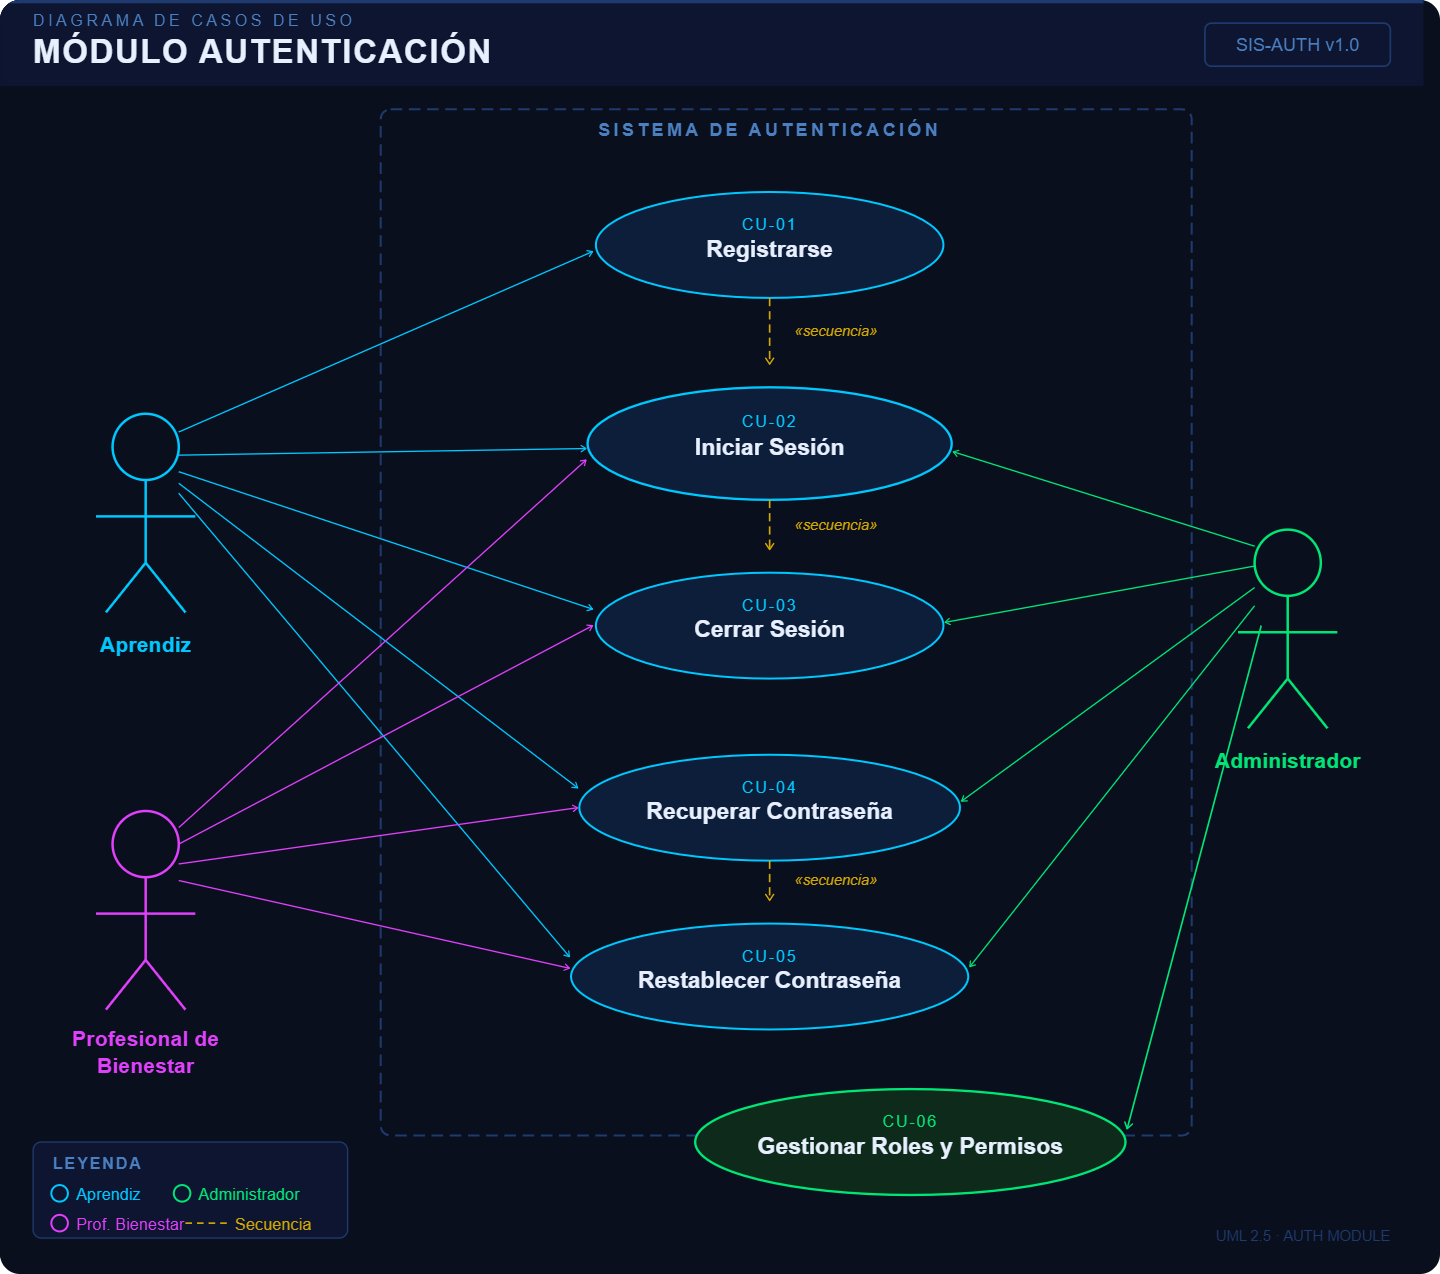 DIAGRAMA DE CASOS DE USO
MÓDULO AUTENTICACIÓN
SIS-AUTH v1.0
SISTEMA DE AUTENTICACIÓN
CU-01
Registrarse
«secuencia»
CU-02
Iniciar Sesión
«secuencia»
CU-03
Cerrar Sesión
Aprendiz
Administrador
CU-04
Recuperar Contraseña
«secuencia»
CU-05
Restablecer Contraseña
Profesional de
Bienestar
CU-06
Gestionar Roles y Permisos
LEYENDA
Aprendiz
Administrador
Prof. Bienestar
Secuencia
UML 2.5 · AUTH MODULE